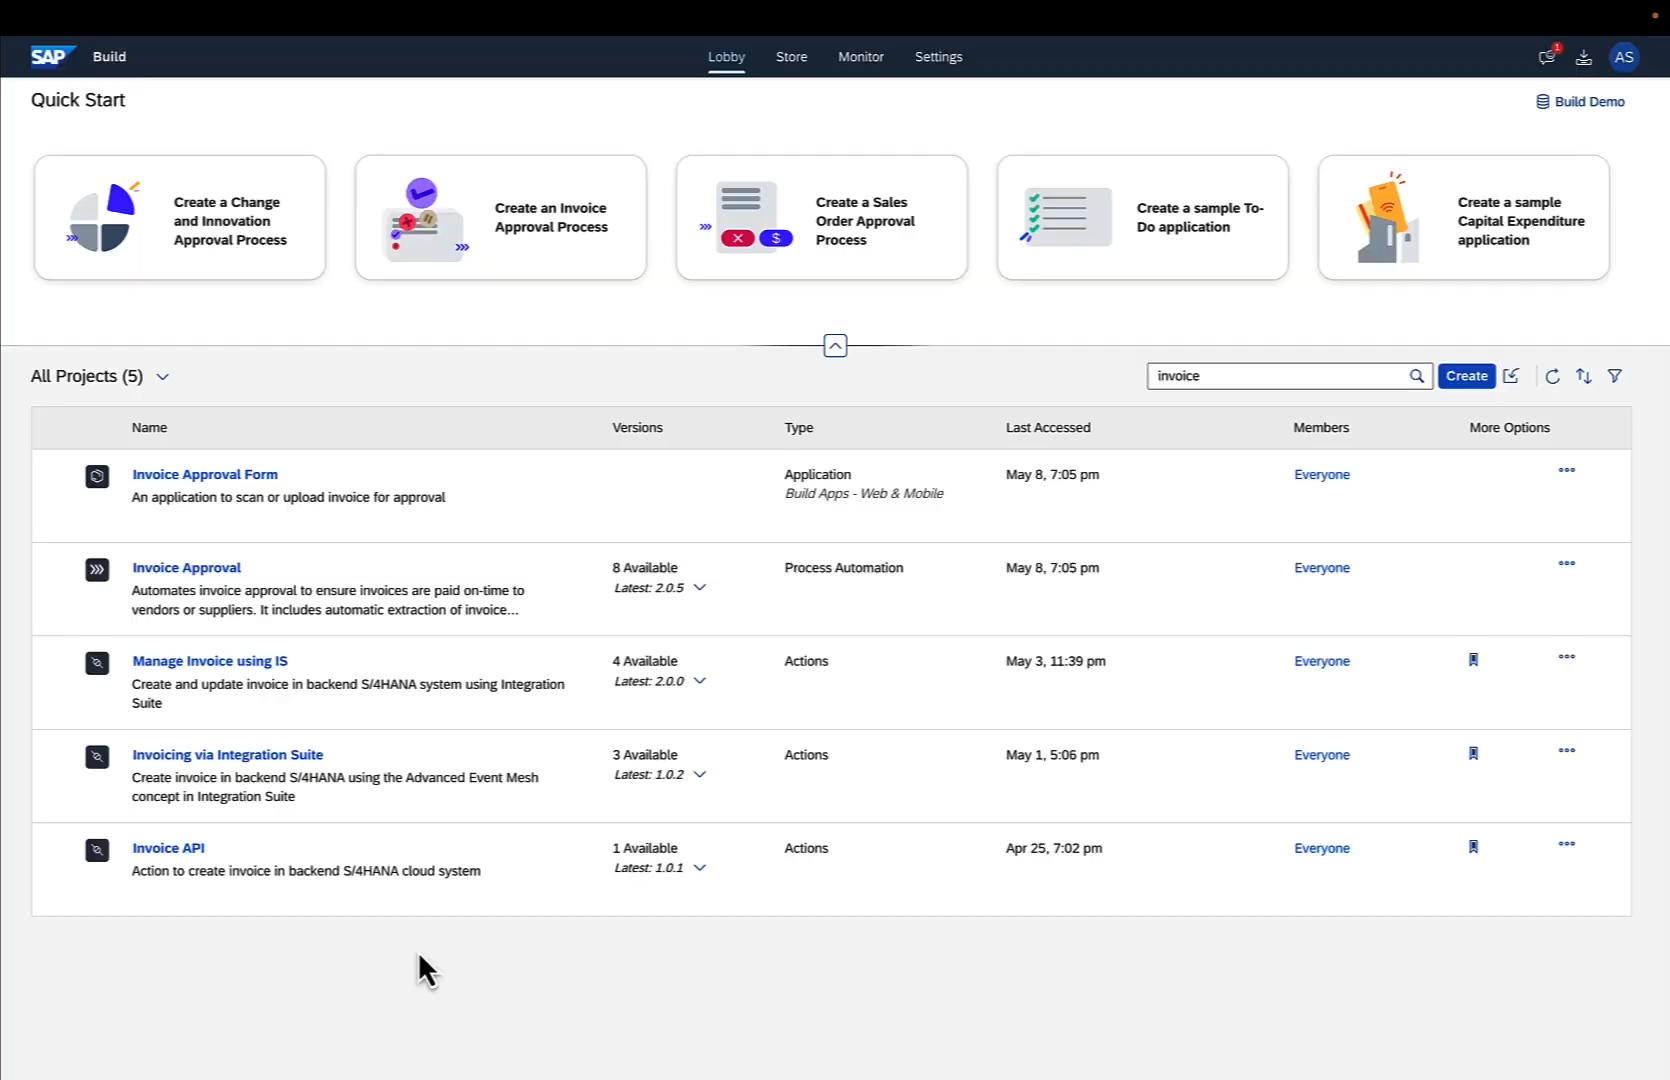 SAP Build
Lobby Store Monitor Settings
1
AS
Quick Start
Build Demo
Create a Change
and Innovation
Approval Process
Create an Invoice
Approval Process
$
Create a Sales
Order Approval
Process
Create a sample To-
Do application
Create a sample
Capital Expenditure
application
All Projects (5)
invoice
Create
Name Versions Type Last Accessed Members More Options
Invoice Approval Form Application May 8, 7:05 pm Everyone
An application to scan or upload invoice for approval Build Apps - Web & Mobile
Invoice Approval 8 Available Process Automation May 8, 7:05 pm Everyone
Automates invoice approval to ensure invoices are paid on-time to Latest: 2.0.5
vendors or suppliers. It includes automatic extraction of invoice...
Manage Invoice using IS 4 Available Actions May 3, 11:39 pm Everyone
Create and update invoice in backend S/4HANA system using Integration Latest: 2.0.0
Suite
Invoicing via Integration Suite 3 Available Actions May 1, 5:06 pm Everyone
Create invoice in backend S/4HANA using the Advanced Event Mesh Latest: 1.0.2
concept in Integration Suite
Invoice API 1 Available Actions Apr 25, 7:02 pm Everyone
Action to create invoice in backend S/4HANA cloud system Latest: 1.0.1